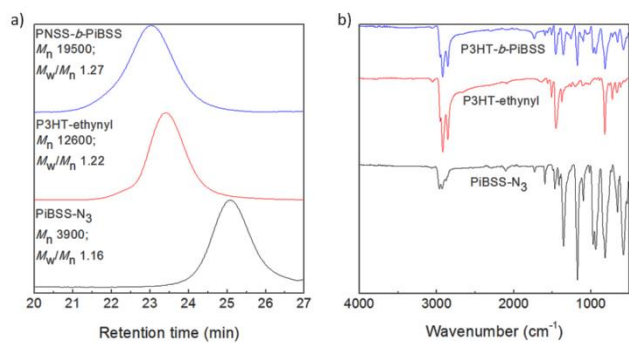 a)
PNSS-b-PiBSS
Mn 19500;
Mw/Mn 1.27
P3HT-ethynyl
Mn 12600;
Mw/Mn 1.22
PiBSS-N3
Mn 3900;
Mw/Mn 1.16
20 21 22 23 24 25 26 27
Retention time (min)
b)
P3HT-b-PiBSS
P3HT-ethynyl
PiBSS-N3
4000 3000 2000 1000
Wavenumber (cm-1)